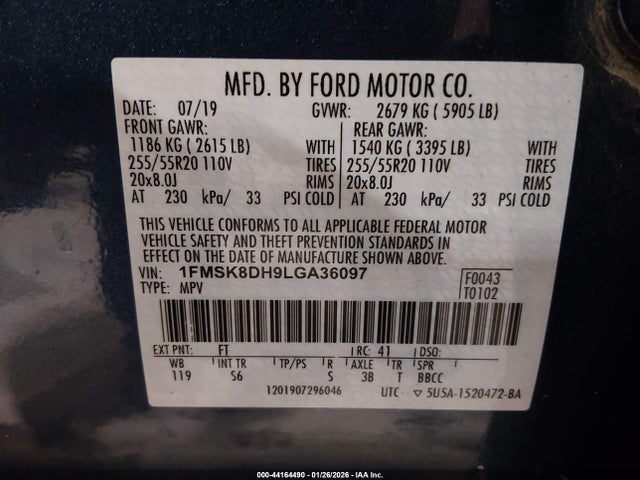 MFD. BY FORD MOTOR CO.
DATE: 07/19 GVWR: 2679 KG ( 5905 LB)
FRONT GAWR: REAR GAWR:
1186 KG ( 2615 LB) WITH 1540 KG ( 3395 LB) WITH
255/55R20 110V TIRES 255/55R20 110V TIRES
20x8.0J RIMS 20x8.0J RIMS
AT 230 kPa/ 33 PSI COLD AT 230 kPa/ 33 PSI COLD
THIS VEHICLE CONFORMS TO ALL APPLICABLE FEDERAL MOTOR
VEHICLE SAFETY AND THEFT PREVENTION STANDARDS IN
EFFECT ON THE DATE OF MANUFACTURE SHOWN ABOVE.
VIN: 1FMSK8DH9LGA36097 F0043
TYPE: MPV T0102
EXT PNT: FT RC: 41 DSO:
WB INT TR TP/PS R AXLE TR SPR
119 S6 S 3B T BBCC
1201907296046 UTC ▽ 5U5A-1520472-BA
000-44164490 - 01/26/2026 - IAA Inc.